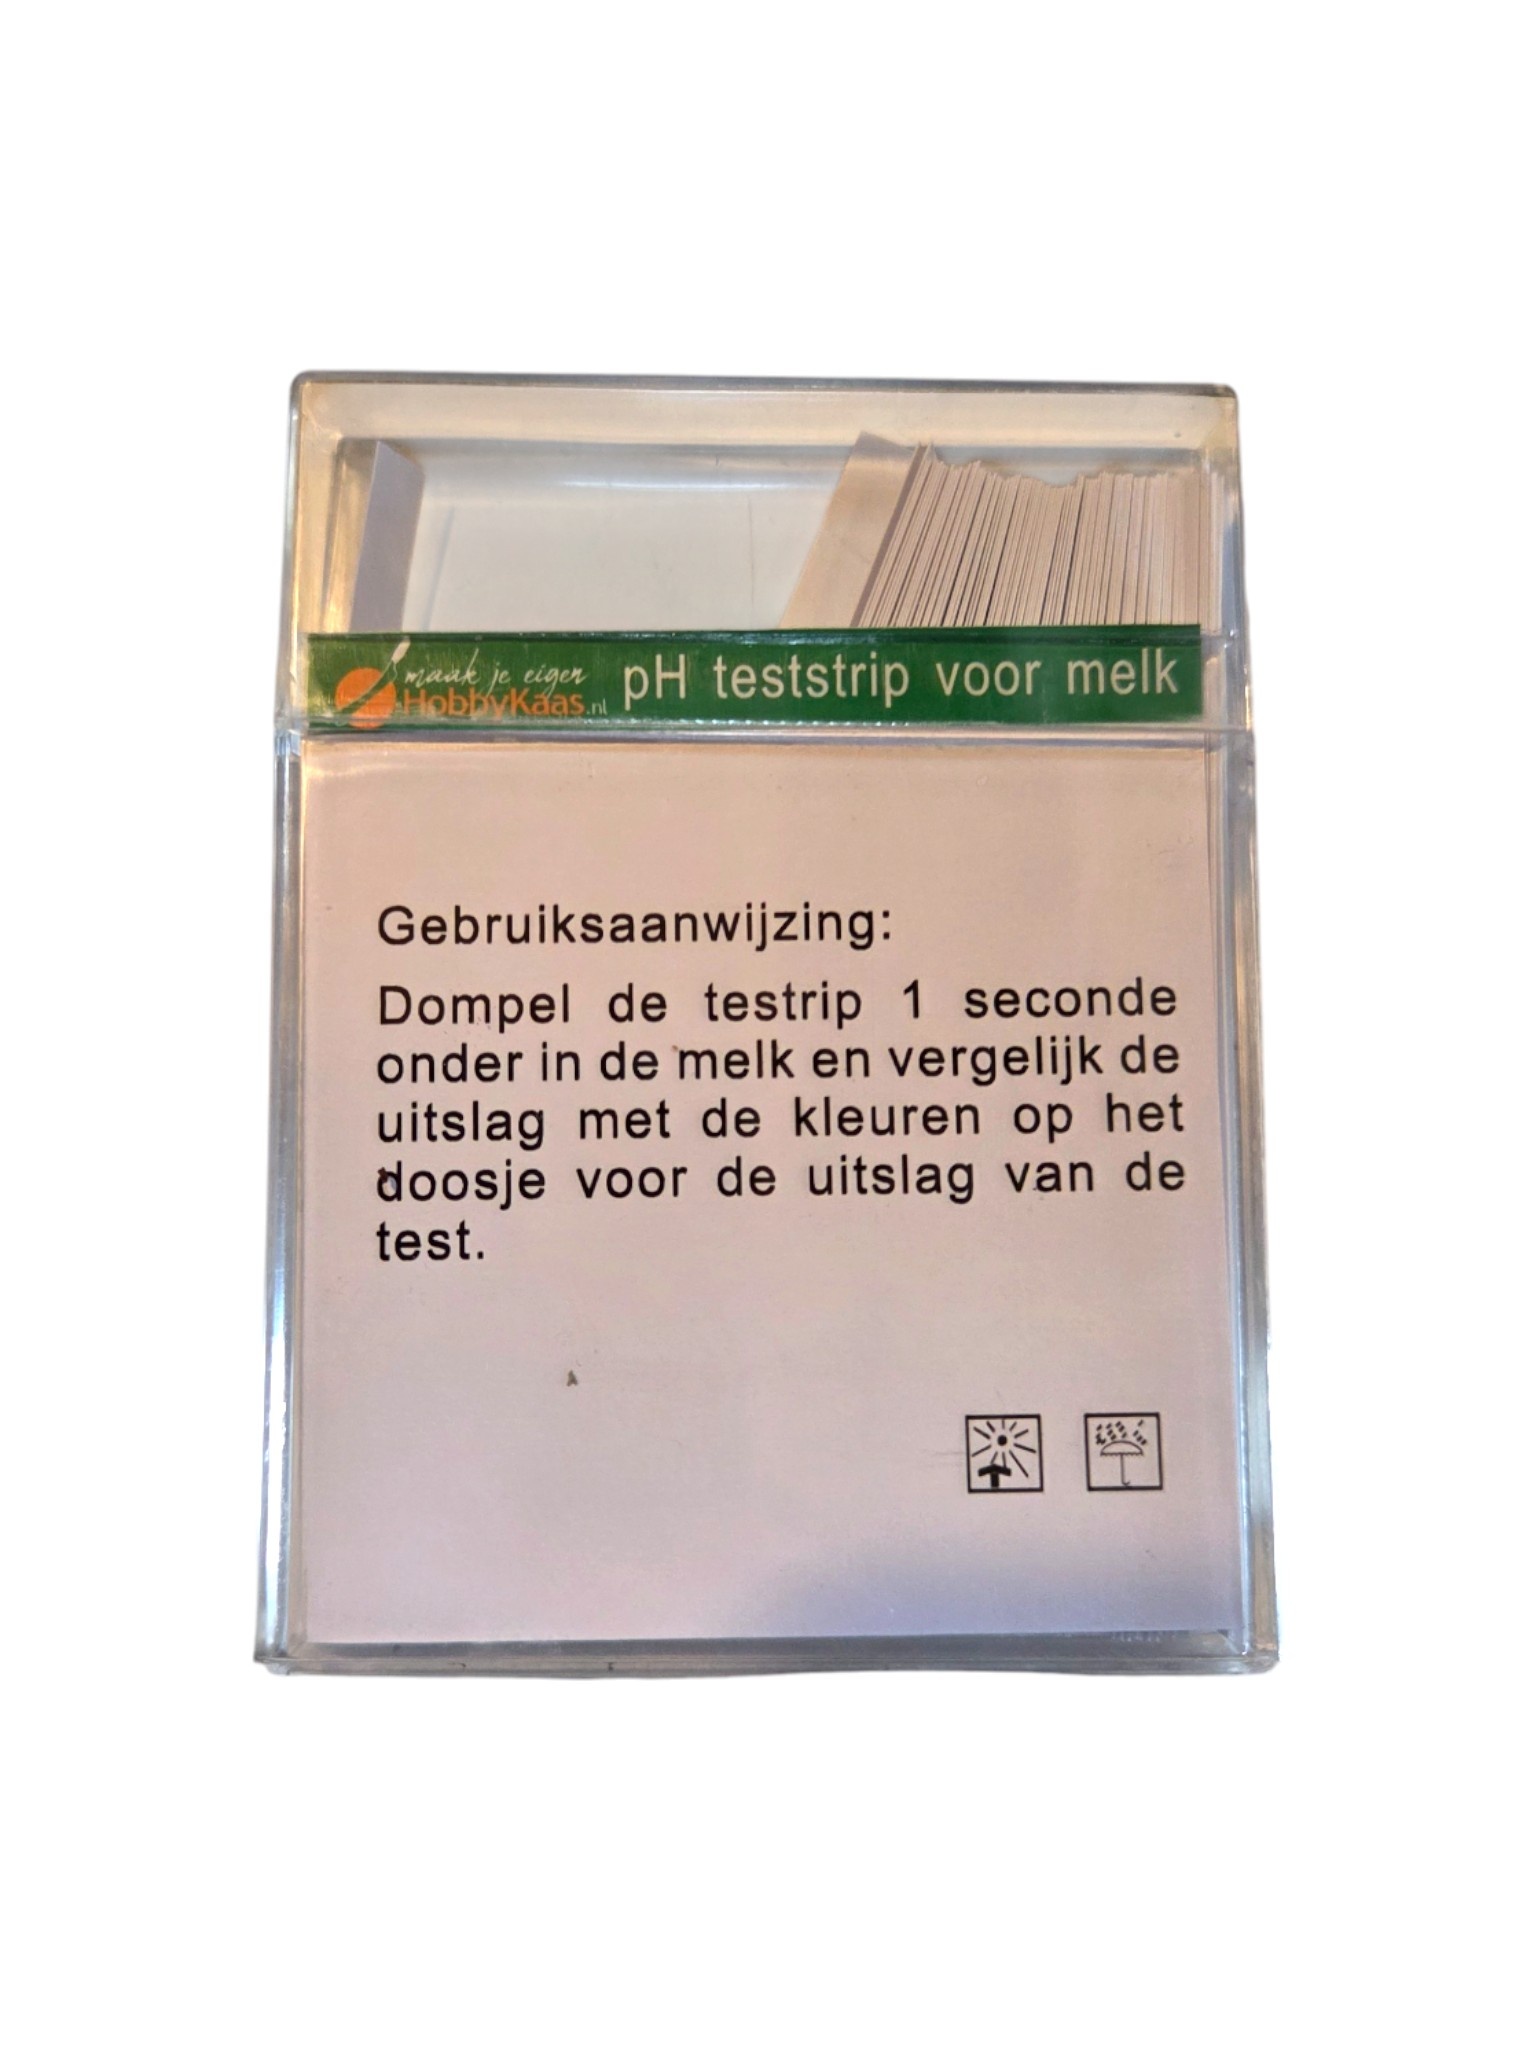 maak je eigen
HobbyKaas.nl
pH teststrip voor melk
Gebruiksaanwijzing:
Dompel de testrip 1 seconde
onder in de melk en vergelijk de
uitslag met de kleuren op het
doosje voor de uitslag van de
test.